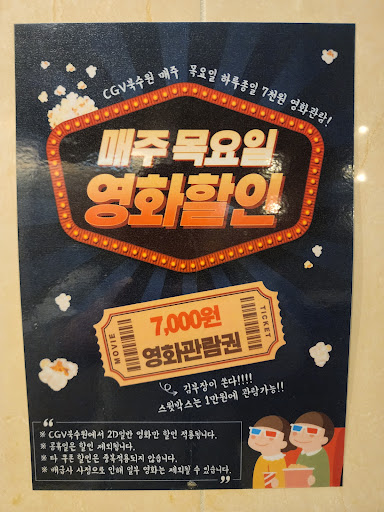 CGV북수원 매주 목요일 하루종일 7천원 영화관람!
매주 목요일
영화할인
MOVIE
7,000원
영화관람권
TICKET
김부장이 쏜다!!!!
스윗박스는 1만원에 관람가능!!
“
※ CGV북수원에서 2D일반 영화만 할인 적용됩니다.
※ 공휴일은 할인 제외됩니다.
※ 타 쿠폰 할인은 중복적용되지 않습니다.
※ 배급사 사정으로 인해 일부 영화는 제외될 수 있습니다.
”